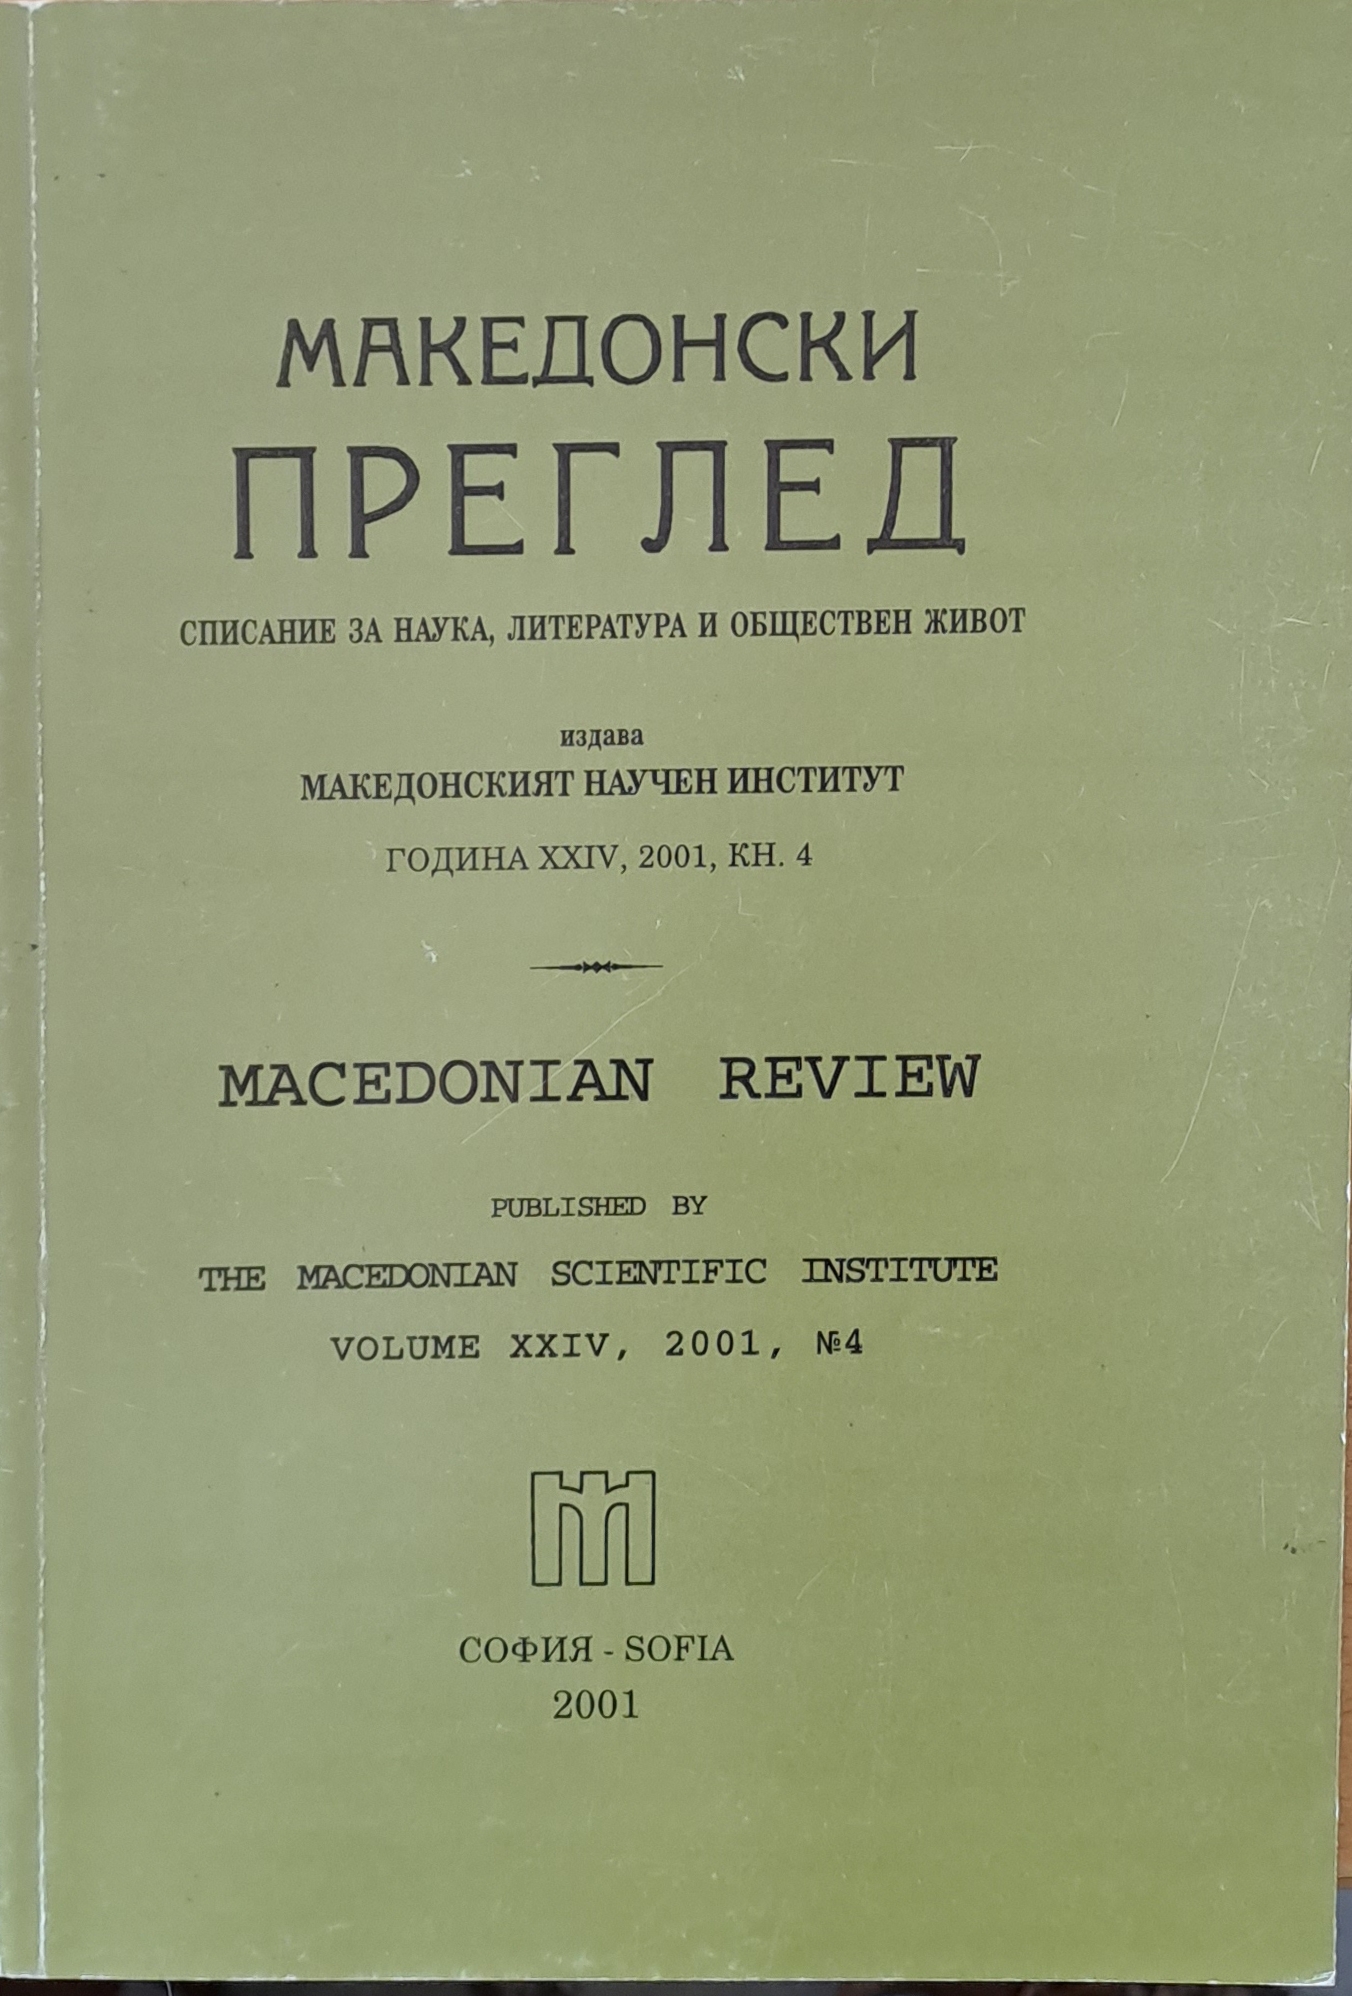 МАКЕДОНСКИ
ПРЕГЛЕД
СПИСАНИЕ ЗА НАУКА, ЛИТЕРАТУРА И ОБЩЕСТВЕН ЖИВОТ
издава
МАКЕДОНСКИЯТ НАУЧЕН ИНСТИТУТ
ГОДИНА XXIV, 2001, КН. 4
MACEDONIAN REVIEW
PUBLISHED BY
THE MACEDONIAN SCIENTIFIC INSTITUTE
VOLUME XXIV, 2001, №4
СОФИЯ - SOFIA
2001